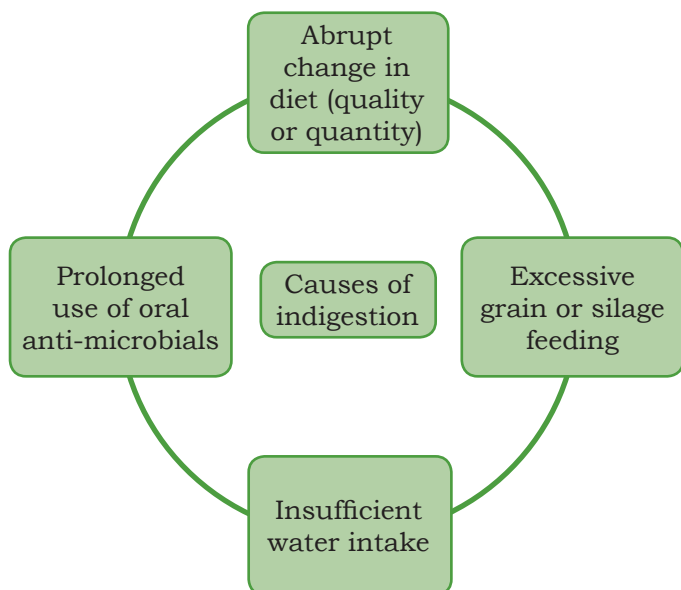 Abrupt
change in
diet (quality
or quantity)
Prolonged
use of oral
anti-microbials
Causes of
indigestion
Excessive
grain or silage
feeding
Insufficient
water intake